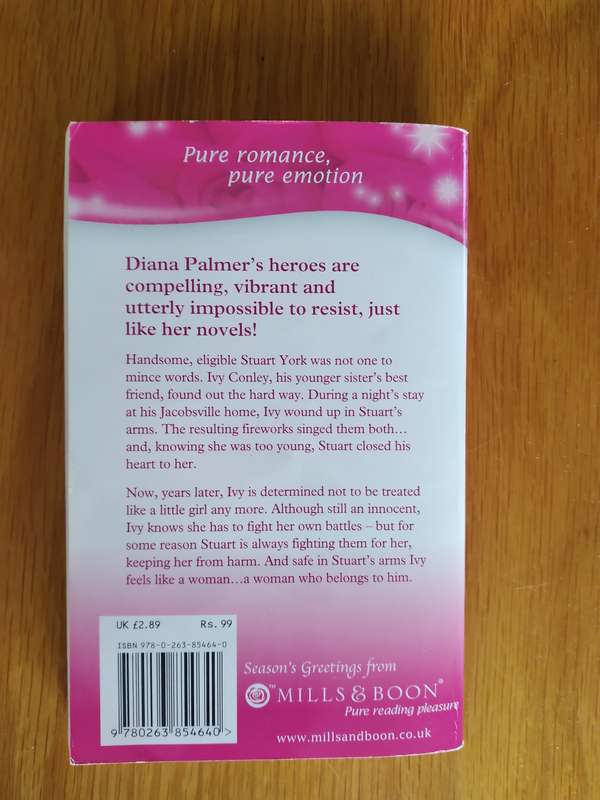 Pure romance,
pure emotion
Diana Palmer's heroes are
compelling, vibrant and
utterly impossible to resist, just
like her novels!
Handsome, eligible Stuart York was not one to
mince words. Ivy Conley, his younger sister's best
friend, found out the hard way. During a night's stay
at his Jacobsville home, Ivy wound up in Stuart's
arms. The resulting fireworks singed them both…
and, knowing she was too young, Stuart closed his
heart to her.
Now, years later, Ivy is determined not to be treated
like a little girl any more. Although still an innocent,
Ivy knows she has to fight her own battles – but for
some reason Stuart is always fighting them for her,
keeping her from harm. And safe in Stuart's arms Ivy
feels like a woman…a woman who belongs to him.
UK £2.89 Rs. 99
ISBN 978-0-263-85464-0
9 780263 854640 >
Season's Greetings from
™ MILLS & BOON®
Pure reading pleasure
www.millsandboon.co.uk